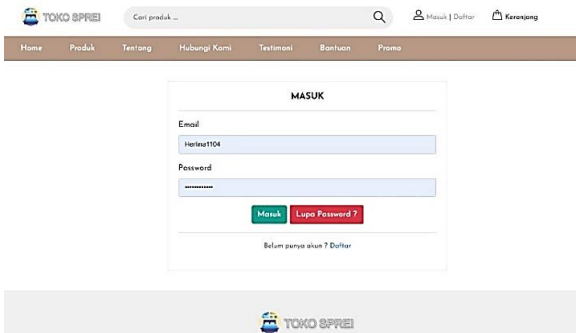 TOKO SPREI
Cari produk ...
Masuk | Daftar
Keranjang
Home Produk Tentang Hubungi Kami Testimoni Bantuan Promo
MASUK
Email
Herlina1104
Password
••••••••••••
Masuk Lupa Password ?
Belum punya akun ? Daftar
TOKO SPREI